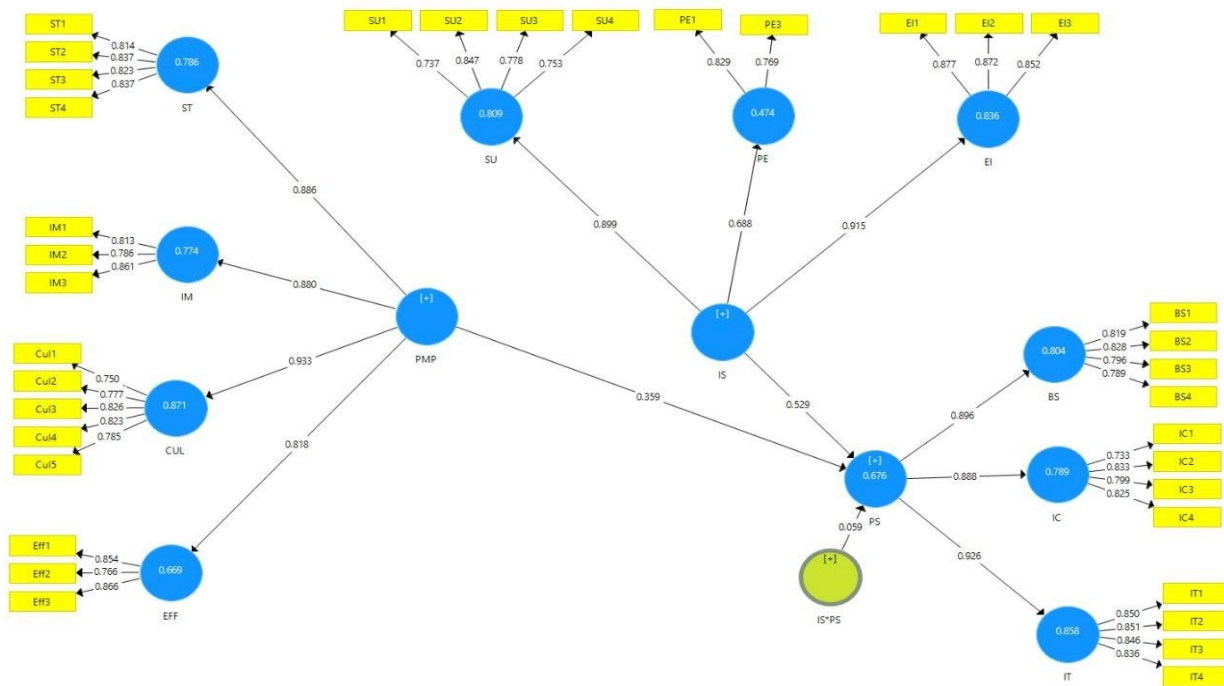 ST1
ST2
ST3
ST4
0.814
0.837
0.823
0.837
0.786
ST
SU1
SU2
SU3
SU4
0.737
0.847
0.778
0.753
0.809
SU
PE1
PE3
0.829
0.769
0.474
PE
EI1
EI2
EI3
0.877
0.872
0.852
0.836
EI
0.886
0.899
0.688
0.915
IM1
IM2
IM3
0.813
0.786
0.861
0.774
IM
0.880
[+]
PMP
[+]
IS
0.933
0.359
0.529
Cul1
Cul2
Cul3
Cul4
Cul5
0.750
0.777
0.826
0.823
0.785
0.871
CUL
0.818
BS1
BS2
BS3
BS4
0.819
0.828
0.796
0.789
0.804
BS
0.896
[+]
0.676
PS
0.888
IC1
IC2
IC3
IC4
0.733
0.833
0.799
0.825
0.789
IC
0.059
0.926
Eff1
Eff2
Eff3
0.854
0.766
0.866
0.669
EFF
[+]
IS*PS
IT1
IT2
IT3
IT4
0.850
0.851
0.846
0.836
0.858
IT